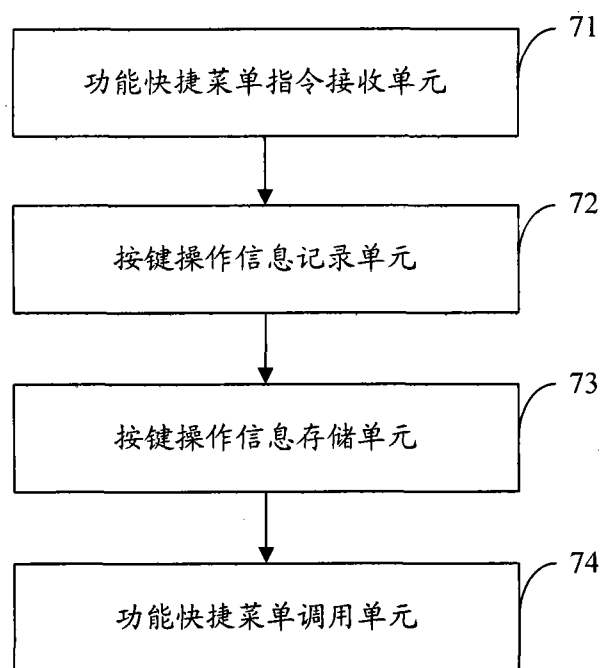 71
功能快捷菜单指令接收单元
72
按键操作信息记录单元
73
按键操作信息存储单元
74
功能快捷菜单调用单元